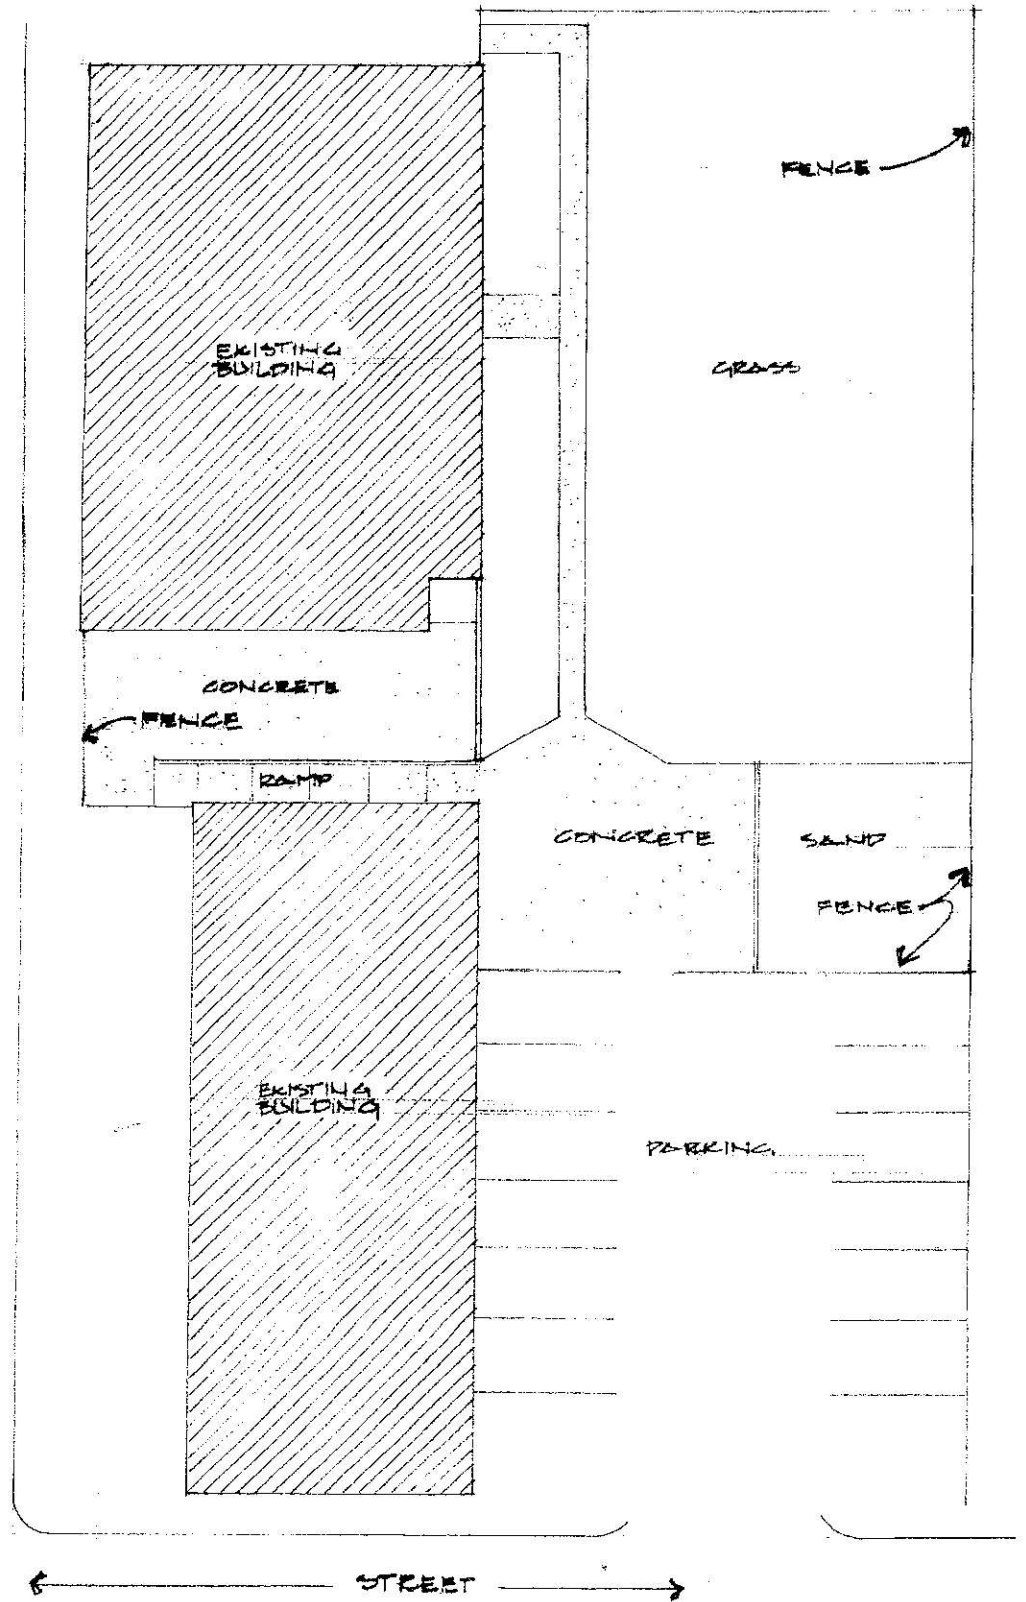 FENCE
EXISTING
BUILDING
GRASS
CONCRETE
FENCE
RAMP
CONCRETE
SAND
FENCE
EXISTING
BUILDING
PARKING
STREET